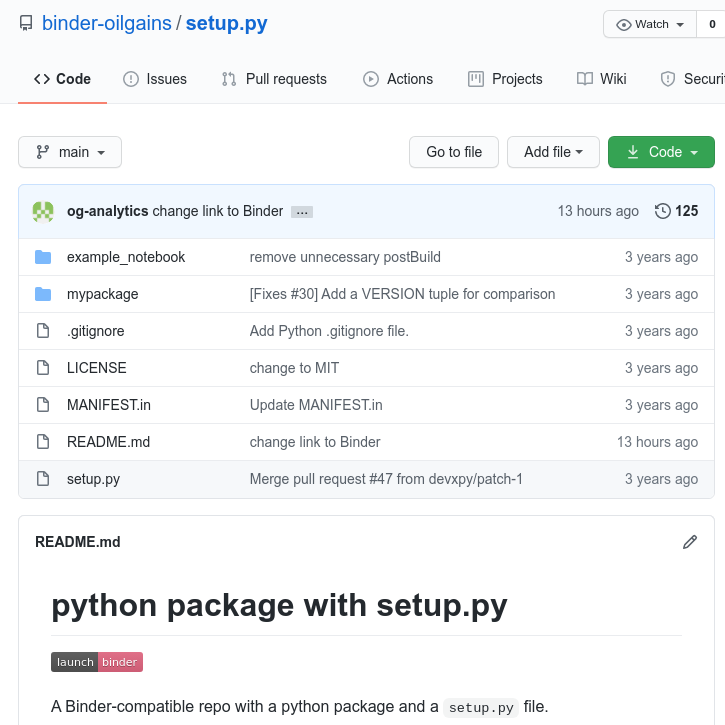 binder-oilgains / setup.py Watch 0
Code Issues Pull requests Actions Projects Wiki Securi
main Go to file Add file Code
og-analytics change link to Binder ... 13 hours ago 125
example_notebook remove unnecessary postBuild 3 years ago
mypackage [Fixes #30] Add a VERSION tuple for comparison 3 years ago
.gitignore Add Python .gitignore file. 3 years ago
LICENSE change to MIT 3 years ago
MANIFEST.in Update MANIFEST.in 3 years ago
README.md change link to Binder 13 hours ago
setup.py Merge pull request #47 from devxpy/patch-1 3 years ago
README.md
python package with setup.py
launch binder
A Binder-compatible repo with a python package and a setup.py file.